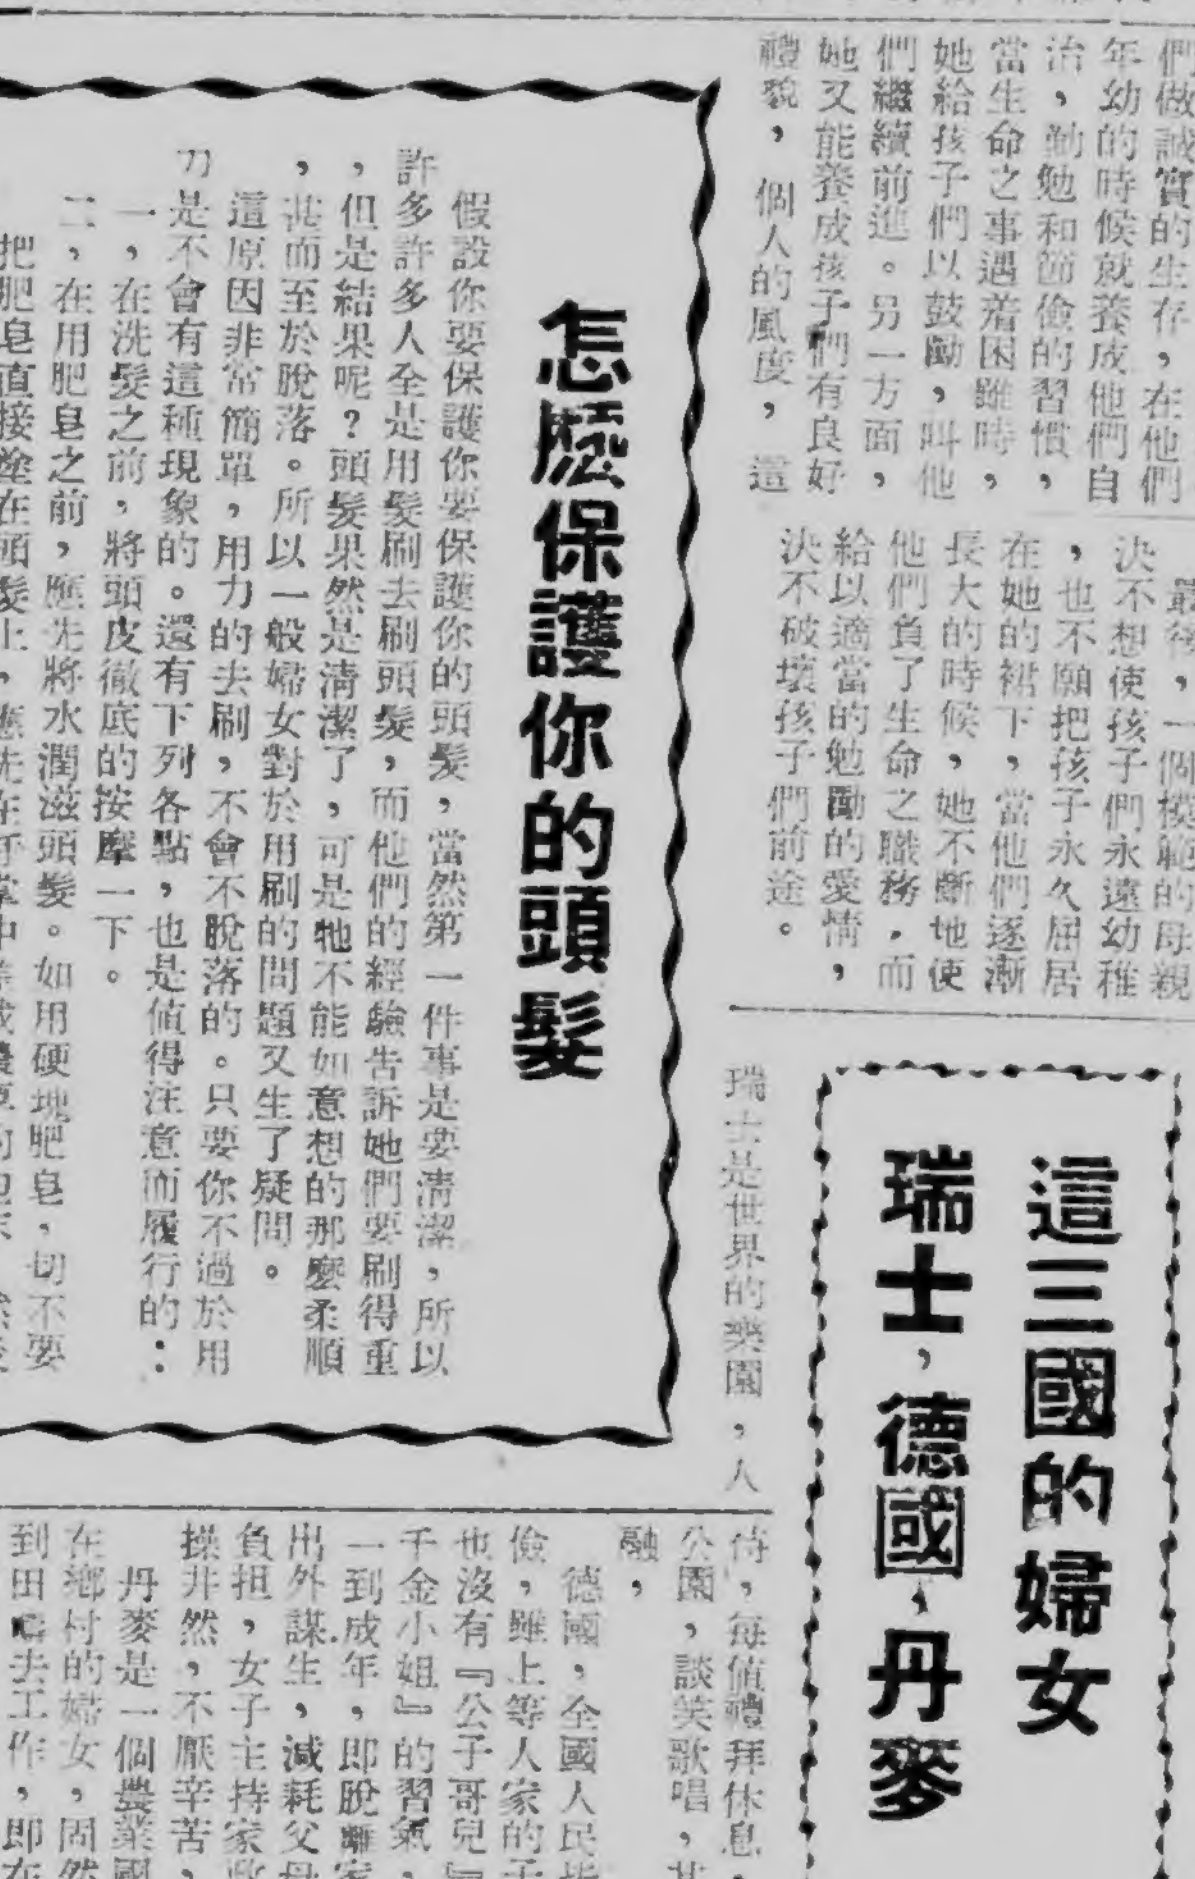 們做誠實的生存，在他們
年幼的時候就養成他們自
治，勤勉和節儉的習慣，
當生命之事遇着困難時，
她給孩子們以鼓勵，叫他
們繼續前進。另一方面，
她又能養成孩子們有良好
禮貌，個人的風度，這
最後，一個模範的母親
決不想使孩子們永遠幼稚
，也不願把孩子永久屈居
在她的裙下，當他們逐漸
長大的時候，她不斷地使
他們負了生命之職務，而
給以適當的勉勵的愛情，
決不破壞孩子們前途。
怎麼保護你的頭髮
假設你要保護你要保護你的頭髮，當然第一件事是要清潔，所以
許多許多人全是用髮刷去刷頭髮，而他們的經驗告訴她們要刷得重
，但是結果呢？頭髮果然是清潔了，可是牠不能如意想的那麼柔順
，甚而至於脫落。所以一般婦女對於用刷的問題又生了疑問。
這原因非常簡單，用力的去刷，不會不脫落的。只要你不過於用
力是不會有這種現象的。還有下列各點，也是值得注意而履行的：
一，在洗髮之前，將頭皮徹底的按摩一下。
二，在用肥皂之前，應先將水潤滋頭髮。如用硬塊肥皂，切不要
把肥皂直接塗在頭髮上，應先在手掌中
這三國的婦女
瑞士，德國，丹麥
瑞士是世界的樂園，人
侍，每值禮拜休息，
公園，談笑歌唱，
融，
德國，全國人民
儉，雖上等人家的子
也沒有『公子哥兒』
千金小姐』的習氣，
一到成年，即脫離家
出外謀生，減耗父母
負担，女子主持家政
操井然，不厭辛苦，
丹麥是一個農業國
在鄉村的婦女，固然
到田去工作，即在